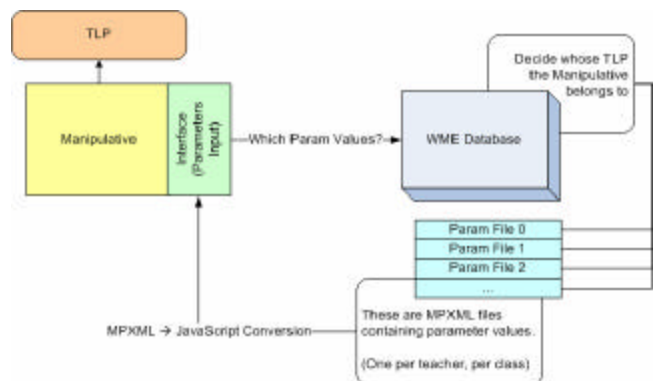 TLP
Decide whose TLP
the Manipulative
belongs to
Manipulative
Interface
(Parameters
Input)
Which Param Values?
WME Database
Param File 0
Param File 1
Param File 2
...
These are MPXML files
containing parameter values.
(One per teacher, per class)
MPXML → JavaScript Conversion